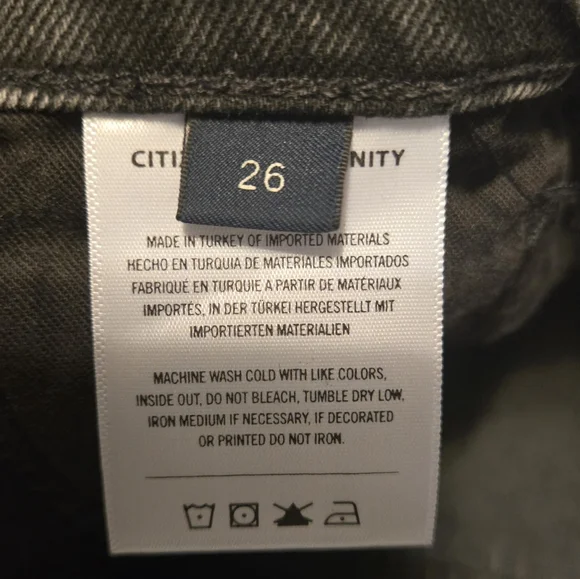 CITI NITY
26
MADE IN TURKEY OF IMPORTED MATERIALS
HECHO EN TURQUIA DE MATERIALES IMPORTADOS
FABRIQUÉ EN TURQUIE A PARTIR DE MATÉRIAUX
IMPORTÉS, IN DER TÜRKEI HERGESTELLT MIT
IMPORTIERTEN MATERIALIEN
MACHINE WASH COLD WITH LIKE COLORS,
INSIDE OUT, DO NOT BLEACH, TUMBLE DRY LOW,
IRON MEDIUM IF NECESSARY, IF DECORATED
OR PRINTED DO NOT IRON.